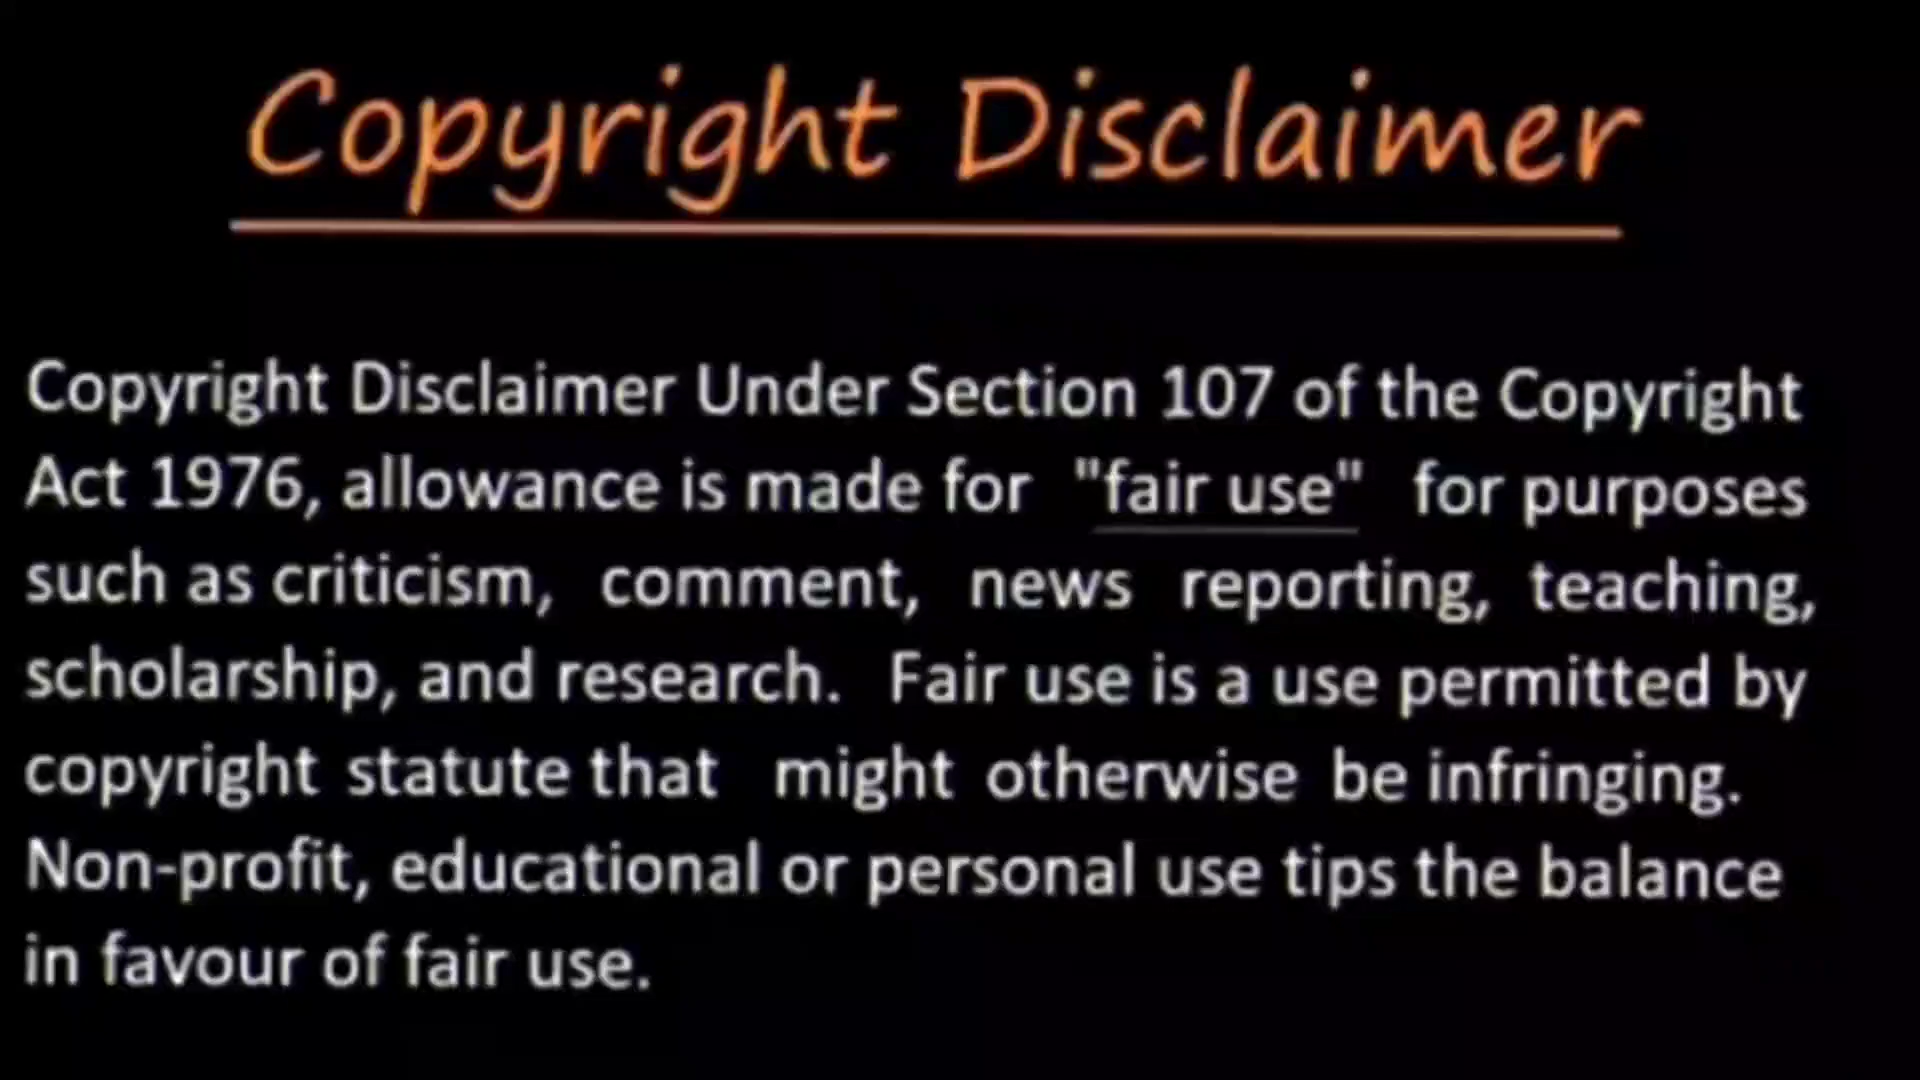 Copyright Disclaimer
Copyright Disclaimer Under Section 107 of the Copyright
Act 1976, allowance is made for "fair use" for purposes
such as criticism, comment, news reporting, teaching,
scholarship, and research. Fair use is a use permitted by
copyright statute that might otherwise be infringing.
Non-profit, educational or personal use tips the balance
in favour of fair use.